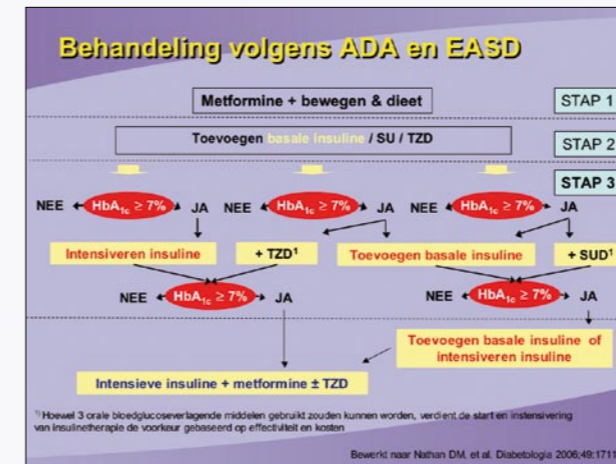 Behandeling volgens ADA en EASD
Metformine + bewegen & dieet
STAP 1
Toevoegen basale insuline / SU / TZD
STAP 2
STAP 3
NEE HbA1c ≥ 7% JA NEE HbA1c ≥ 7% JA NEE HbA1c ≥ 7% JA
Intensiveren insuline + TZD¹ Toevoegen basale insuline + SUD¹
NEE HbA1c ≥ 7% JA NEE HbA1c ≥ 7% JA
Toevoegen basale insuline of
intensiveren insuline
Intensieve insuline + metformine ± TZD
¹⁾ Hoewel 3 orale bloedglucoseverlagende middelen gebruikt zouden kunnen worden, verdient de start en instensivering
van insulinetherapie de voorkeur gebaseerd op effectiviteit en kosten
Bewerkt naar Nathan DM, et al. Diabetologia 2006;49:1711